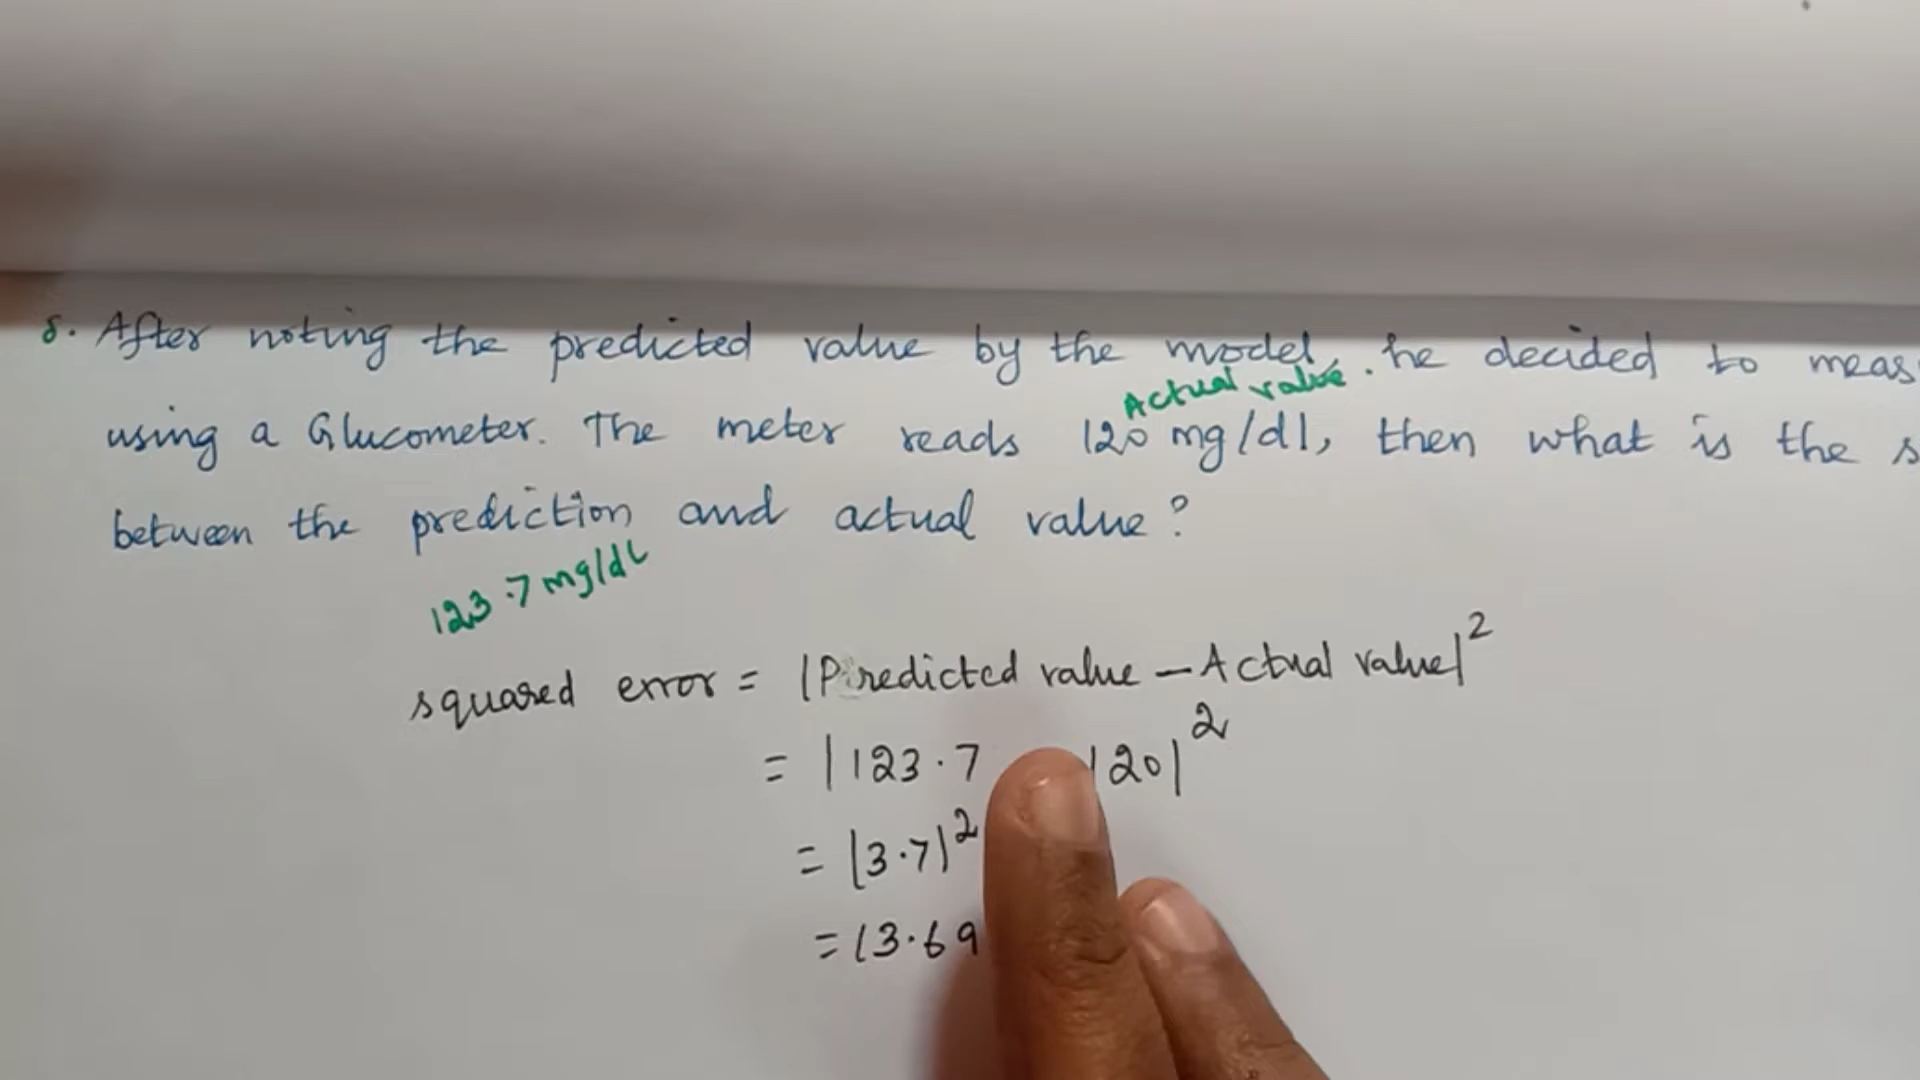 8. After noting the predicted value by the model, he decided to meas
Actual value.
using a Glucometer. The meter reads 120 mg/dl, then what is the s
between the prediction and actual value?
123.7 mg/dl
squared error = |Predicted value - Actual value|²
= |123.7 120|²
= |3.7|²
= 13.69